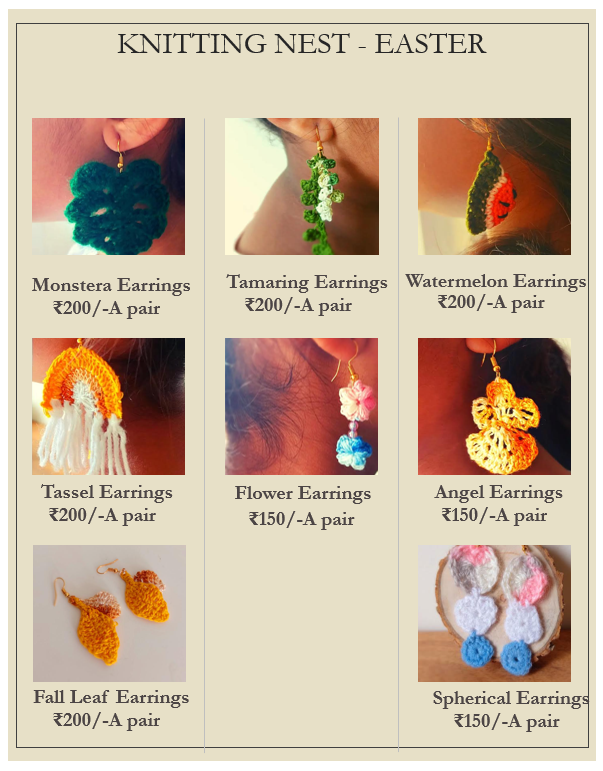 KNITTING NEST - EASTER
Monstera Earrings
₹200/-A pair
Tamaring Earrings
₹200/-A pair
Watermelon Earrings
₹200/-A pair
Tassel Earrings
₹200/-A pair
Flower Earrings
₹150/-A pair
Angel Earrings
₹150/-A pair
Fall Leaf Earrings
₹200/-A pair
Spherical Earrings
₹150/-A pair